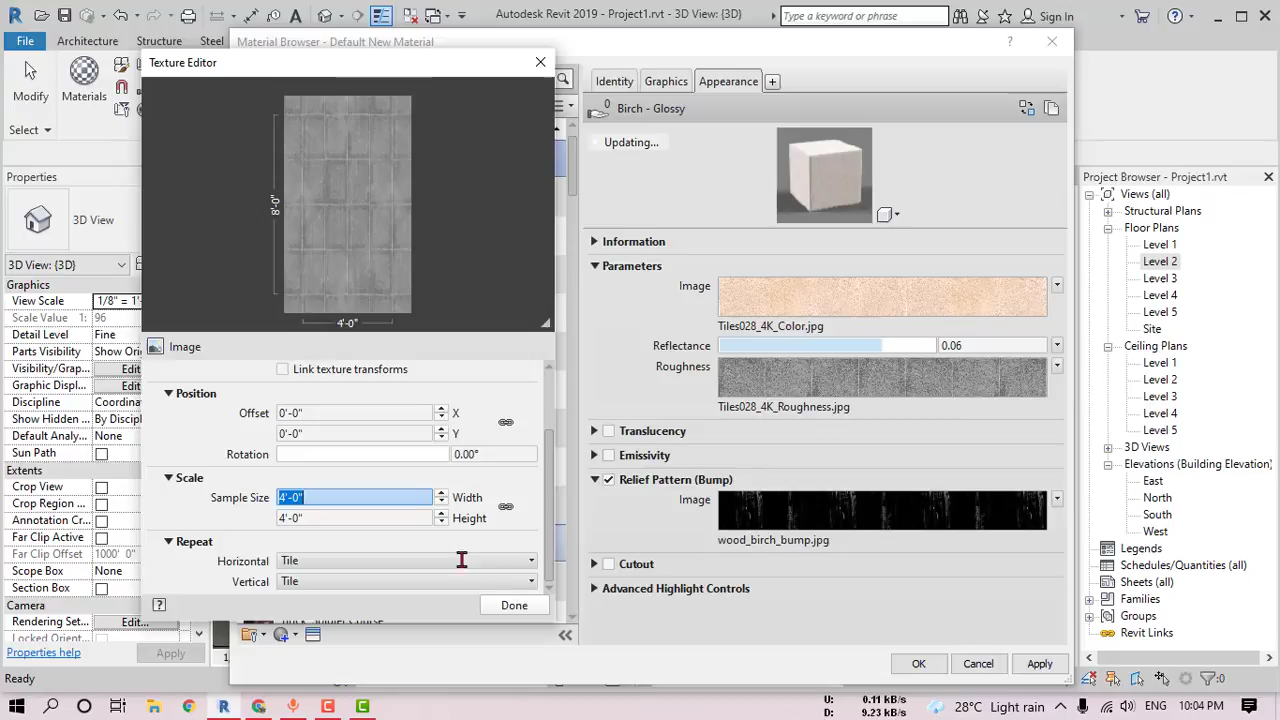 Autodesk Revit 2019 - Project1.rvt - 3D View: {3D}
Type a keyword or phrase
Sign In
File
Architecture
Structure
Steel
Modify
Materials
Select
Properties
3D View
3D View: {3D}
Graphics
View Scale
1/8" = 1'-
Scale Value 1:
96
Detail Level
Fine
Parts Visibility
Show Ori
Visibility/Grap...
Edit
Graphic Displ...
Edit
Discipline
Coordina
Show Hidden ...
By Discip
Default Analy...
None
Sun Path
Extents
Crop View
Crop Region ...
Annotation Cr...
Far Clip Active
Far Clip Offset
1000' 0"
Scope Box
None
Section Box
Camera
Rendering Set...
Edit...
Locked Orient...
Properties help
Apply
Ready
Material Browser - Default New Material
Texture Editor
8'-0"
4'-0"
Image
Link texture transforms
Position
Offset
0'-0"
X
0'-0"
Y
Rotation
0.00°
Scale
Sample Size
4'-0"
Width
4'-0"
Height
Repeat
Horizontal
Tile
Vertical
Tile
Done
Identity
Graphics
Appearance
0
Birch - Glossy
Updating...
Information
Parameters
Image
Tiles028_4K_Color.jpg
Reflectance
0.06
Roughness
Tiles028_4K_Roughness.jpg
Translucency
Emissivity
Relief Pattern (Bump)
Image
wood_birch_bump.jpg
Cutout
Advanced Highlight Controls
OK
Cancel
Apply
Project Browser - Project1.rvt
Views (all)
Structural Plans
Floor Plans
Level 1
Level 2
Level 3
Level 4
Level 5
Site
Ceiling Plans
Level 1
Level 2
Level 3
Level 4
Level 5
3D Views
Elevations (Building Elevation)
East
North
South
West
Legends
Schedules/Quantities (all)
Sheets (all)
Families
Groups
Revit Links
:0
U:
0.11 kB/s
D:
9.23 kB/s
28°C Light rain
ENG
10:04 PM